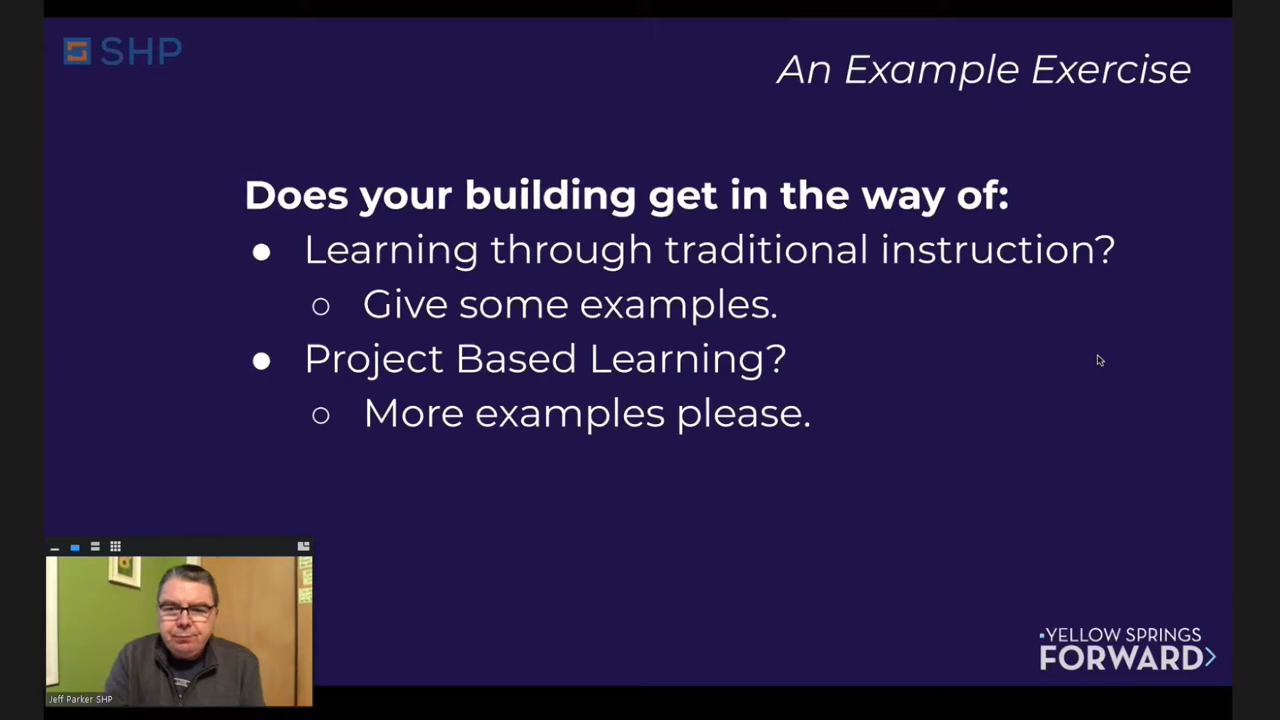 SHP
An Example Exercise
Does your building get in the way of:
● Learning through traditional instruction?
○ Give some examples.
● Project Based Learning?
○ More examples please.
Jeff Parker SHP
YELLOW SPRINGS
FORWARD